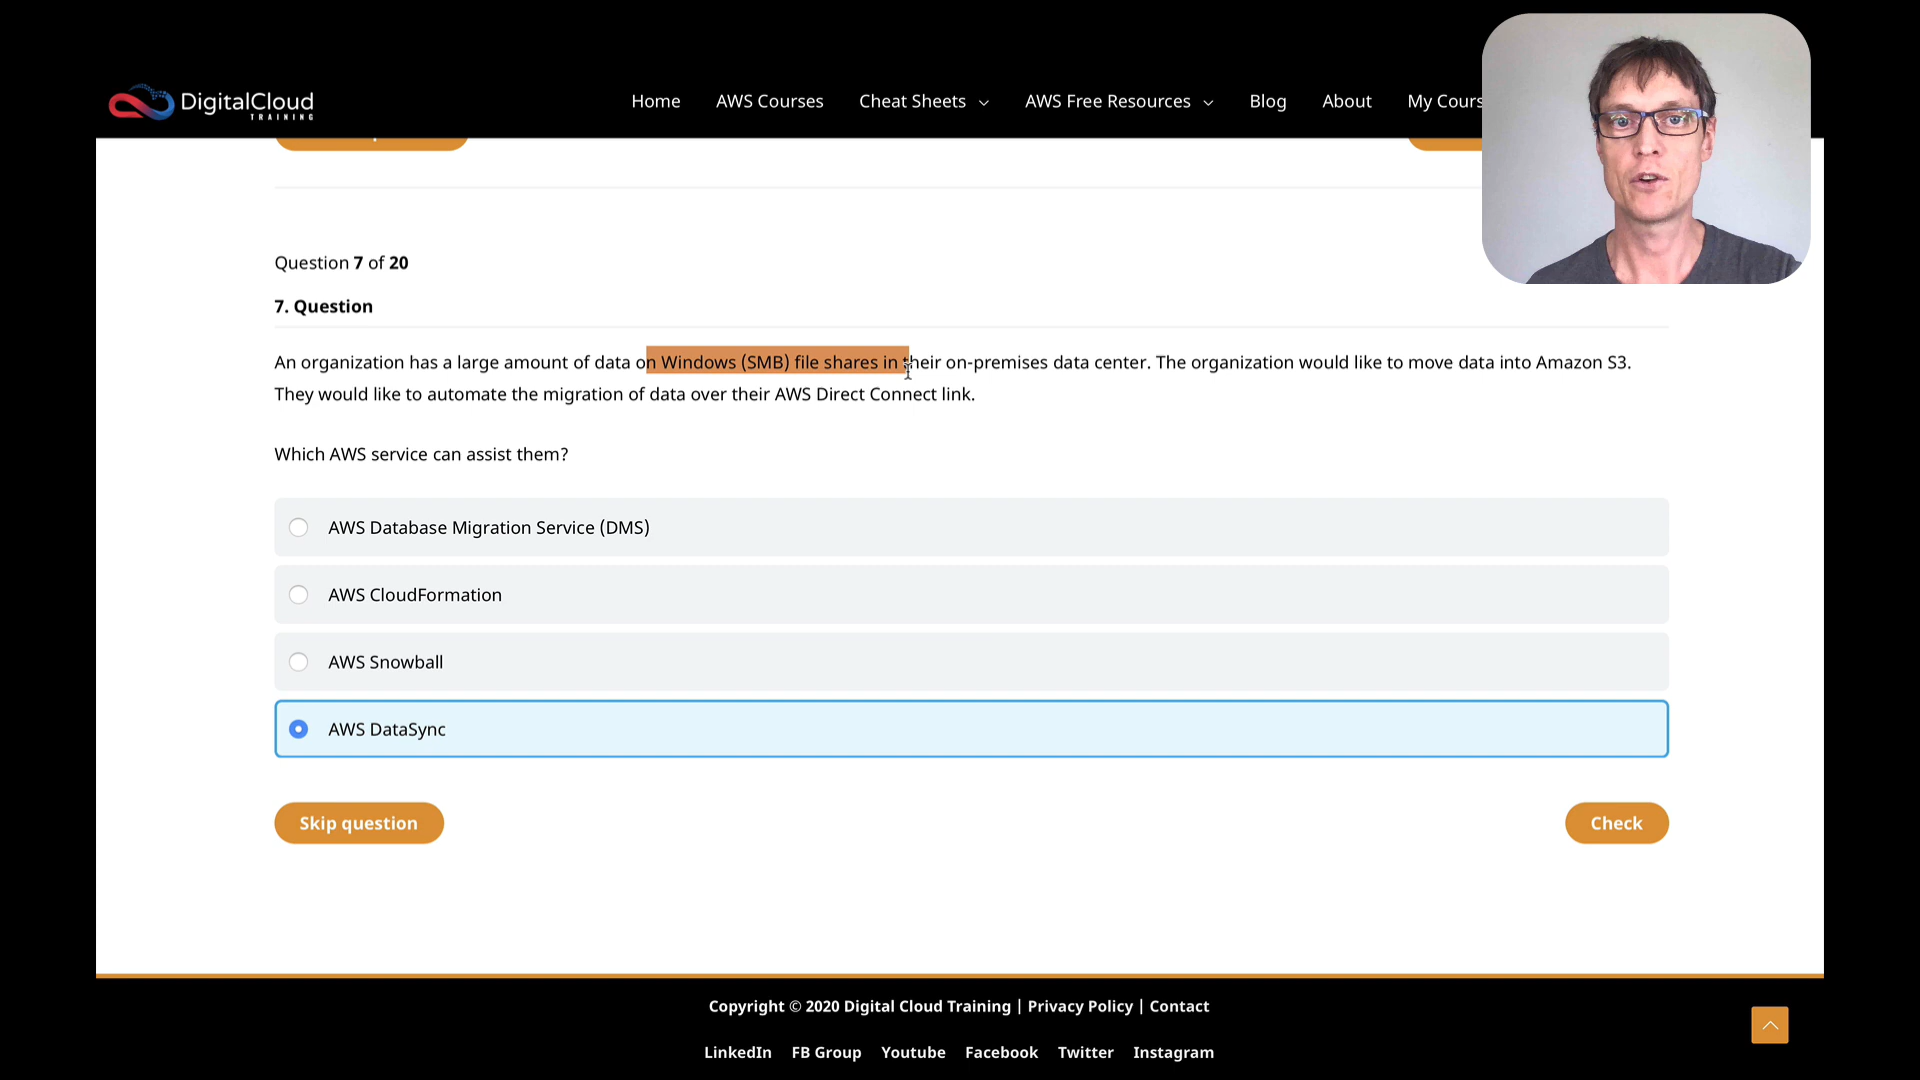 DigitalCloud
TRAINING
Home AWS Courses Cheat Sheets AWS Free Resources Blog About My Cours
Question 7 of 20
7. Question
An organization has a large amount of data on Windows (SMB) file shares in their on-premises data center. The organization would like to move data into Amazon S3.
They would like to automate the migration of data over their AWS Direct Connect link.
Which AWS service can assist them?
AWS Database Migration Service (DMS)
AWS CloudFormation
AWS Snowball
AWS DataSync
Skip question
Check
Copyright © 2020 Digital Cloud Training | Privacy Policy | Contact
LinkedIn FB Group Youtube Facebook Twitter Instagram